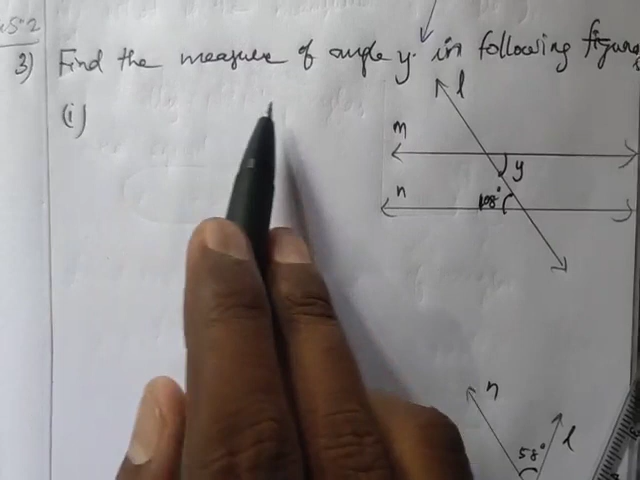 3) Find the measure of angle y in following figures
(i)
l
m
y
n
108°
n
l
58°